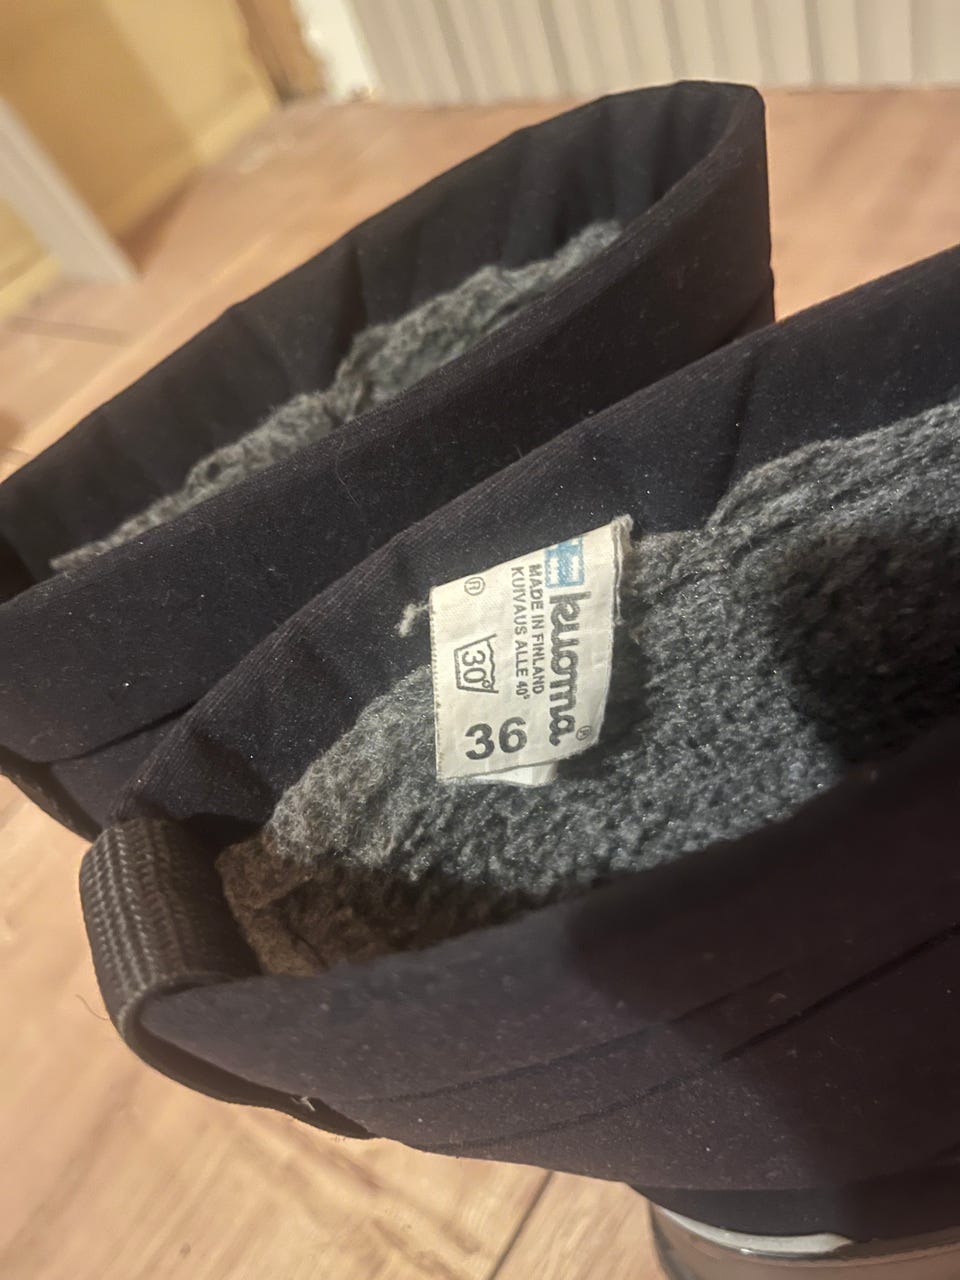 kuoma®
MADE IN FINLAND
KUIVAUS ALLE 40°
30°
36